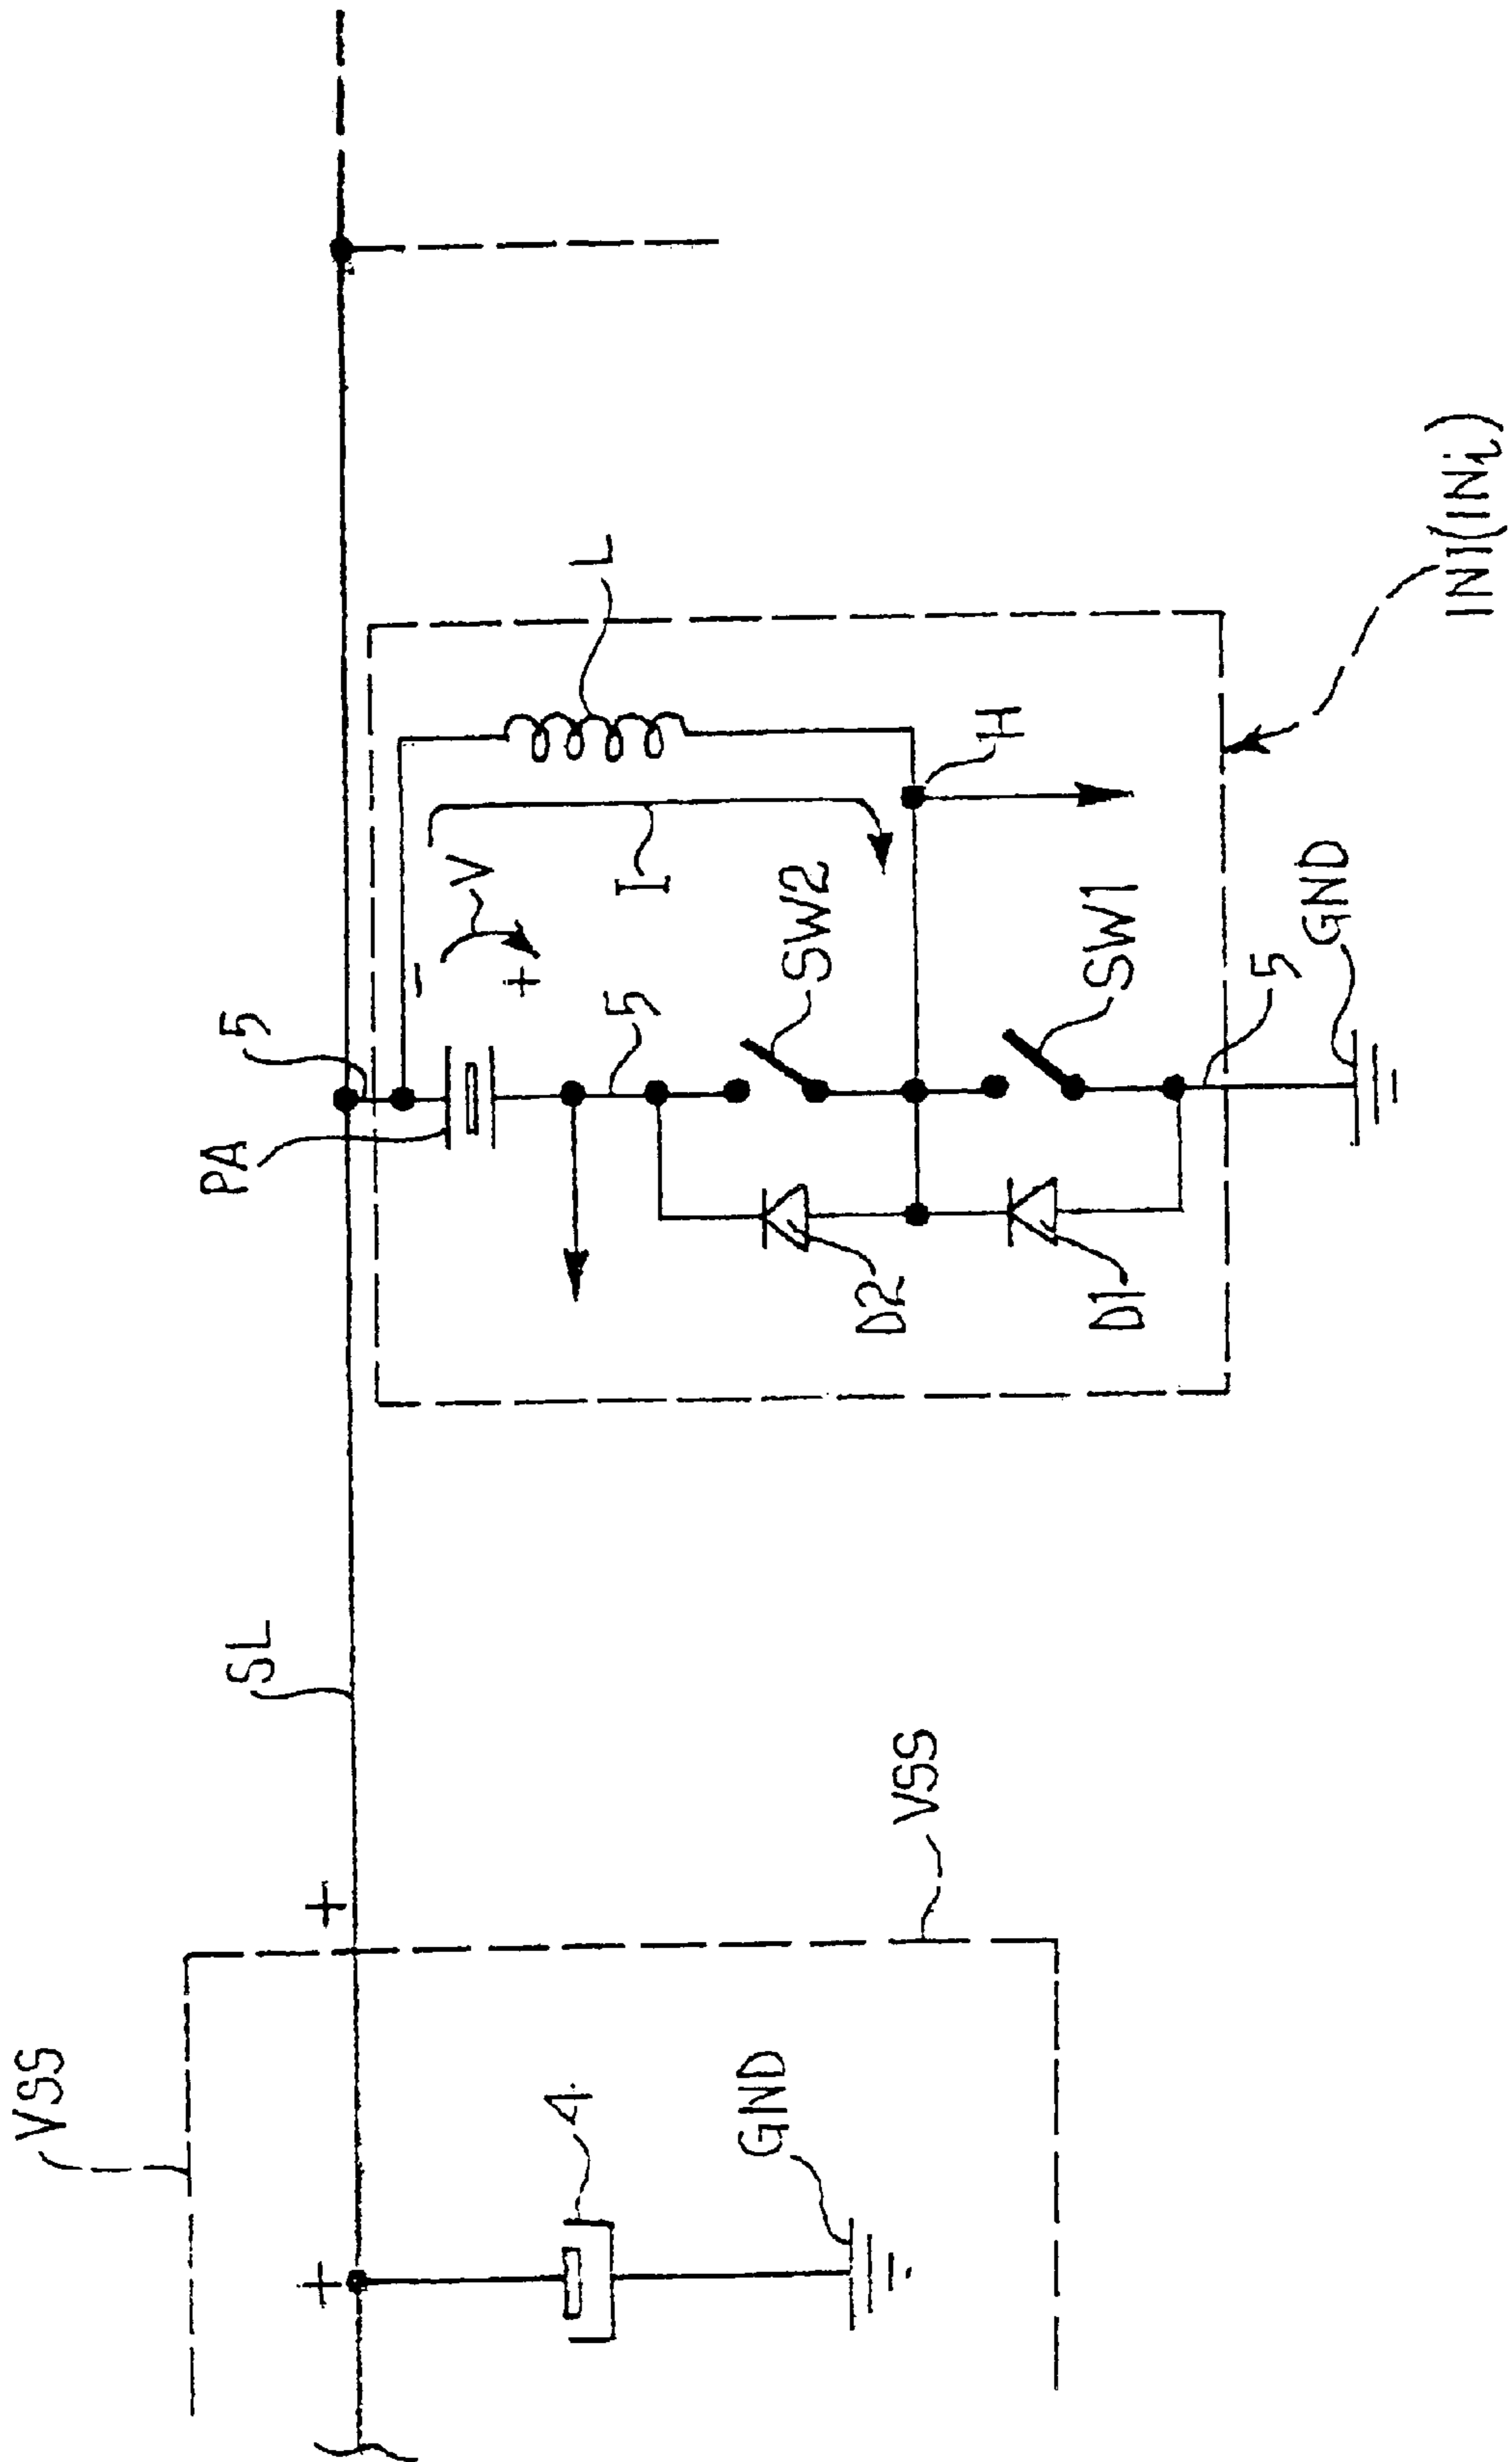 VSS
SL
PA
5
+
+
-
V
+
4
L
5
I
GND
SW2
D2
VSS
H
D1
SW1
5
GND
IN1(INi)